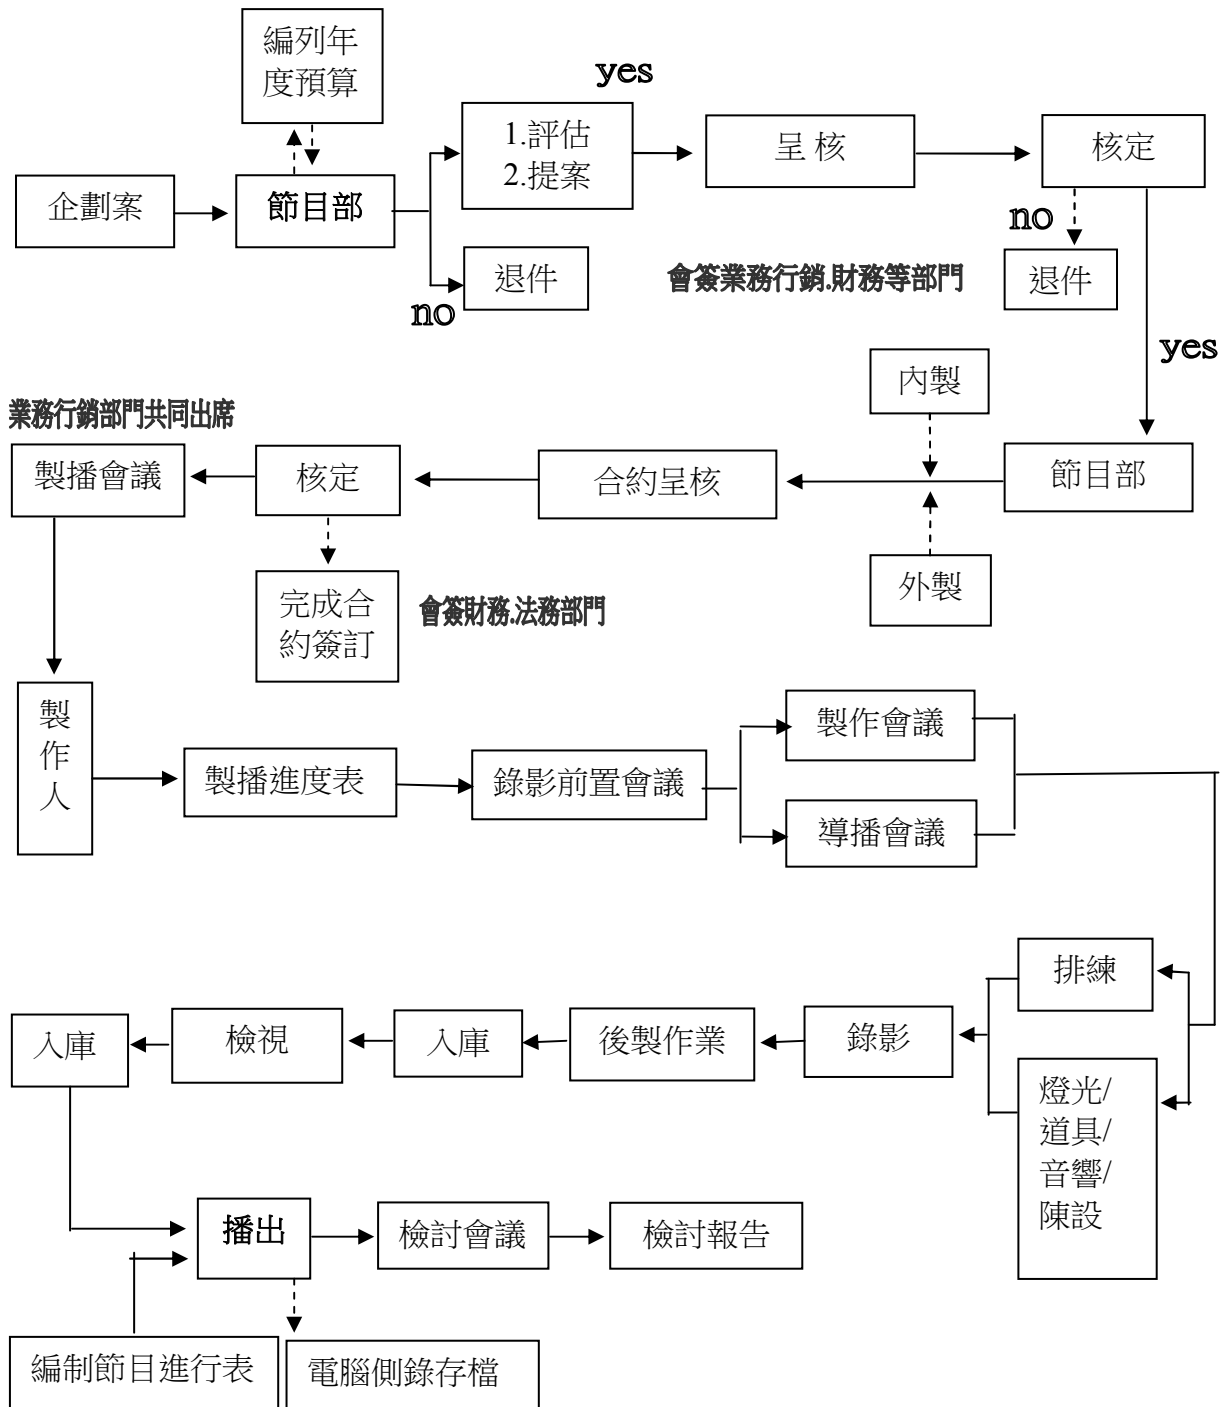 編列年
度預算
yes
1.評估
2.提案
呈 核
核定
企劃案
節目部
no
退件
no
退件
會簽業務行銷.財務等部門
yes
內製
業務行銷部門共同出席
製播會議
核定
合約呈核
節目部
外製
完成合
約簽訂
會簽財務.法務部門
製
作
人
製播進度表
錄影前置會議
製作會議
導播會議
排練
入庫
檢視
入庫
後製作業
錄影
燈光/
道具/
音響/
陳設
播出
檢討會議
檢討報告
編制節目進行表
電腦側錄存檔